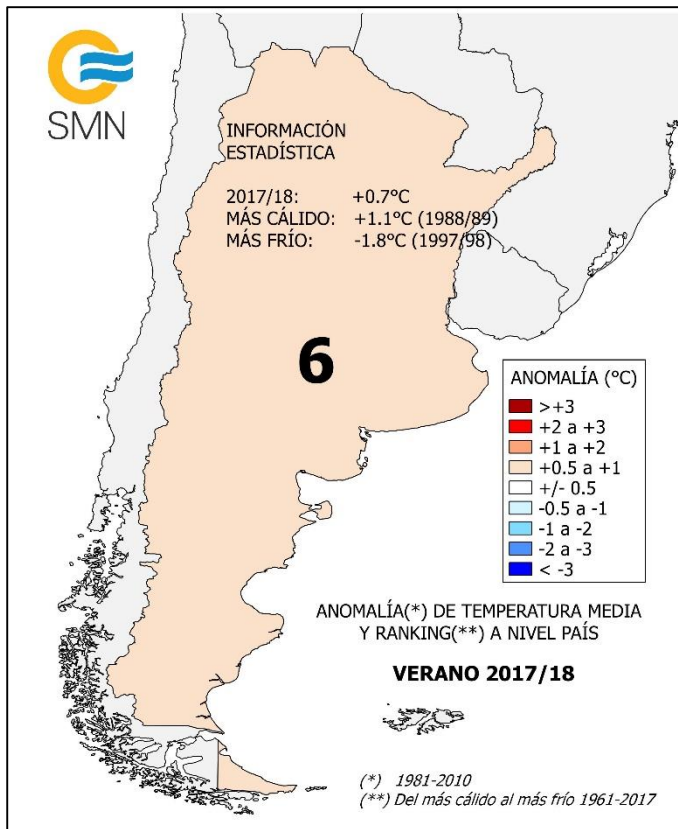 SMN
INFORMACIÓN
ESTADÍSTICA
2017/18: +0.7°C
MÁS CÁLIDO: +1.1°C (1988/89)
MÁS FRÍO: -1.8°C (1997/98)
6
ANOMALÍA (°C)
>+3
+2 a +3
+1 a +2
+0.5 a +1
+/- 0.5
-0.5 a -1
-1 a -2
-2 a -3
< -3
ANOMALÍA(*) DE TEMPERATURA MEDIA
Y RANKING(**) A NIVEL PAÍS
VERANO 2017/18
(*) 1981-2010
(**) Del más cálido al más frío 1961-2017